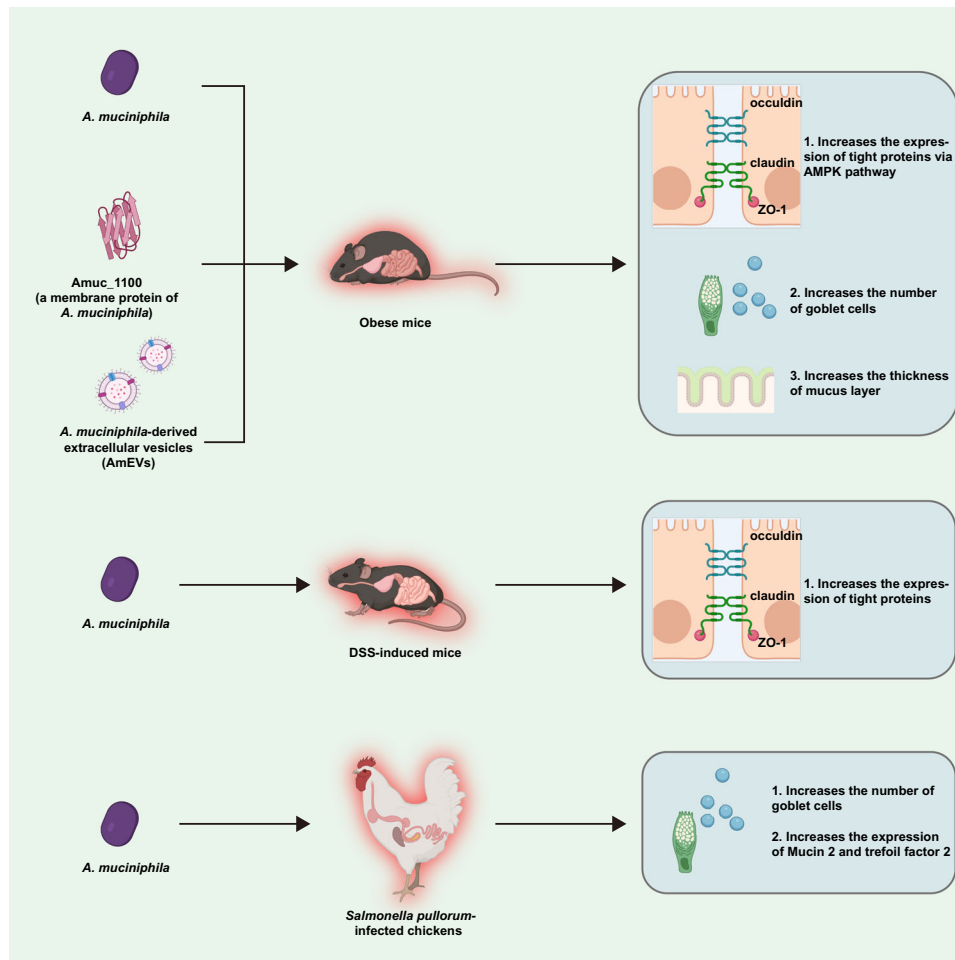 A. muciniphila
Amuc_1100
(a membrane protein of
A. muciniphila)
A. muciniphila-derived
extracellular vesicles
(AmEVs)
Obese mice
occuldin
claudin
ZO-1
1. Increases the expres-
sion of tight proteins via
AMPK pathway
2. Increases the number
of goblet cells
3. Increases the thickness
of mucus layer
A. muciniphila
DSS-induced mice
occuldin
claudin
ZO-1
1. Increases the expres-
sion of tight proteins
A. muciniphila
Salmonella pullorum-
infected chickens
1. Increases the number of
goblet cells
2. Increases the expression
of Mucin 2 and trefoil factor 2